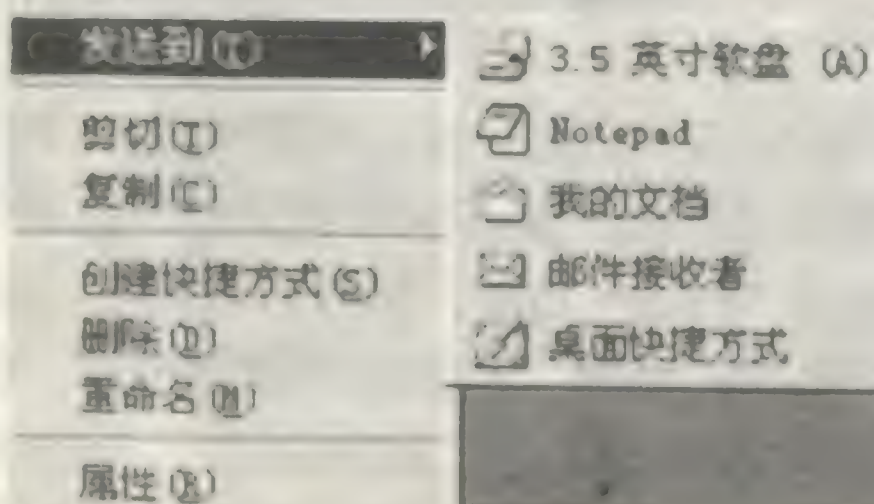 发送到(T)
剪切(T)
复制(C)
创建快捷方式(S)
删除(D)
重命名(M)
属性(R)
3.5 英寸软盘 (A)
Notepad
我的文档
邮件接收者
桌面快捷方式